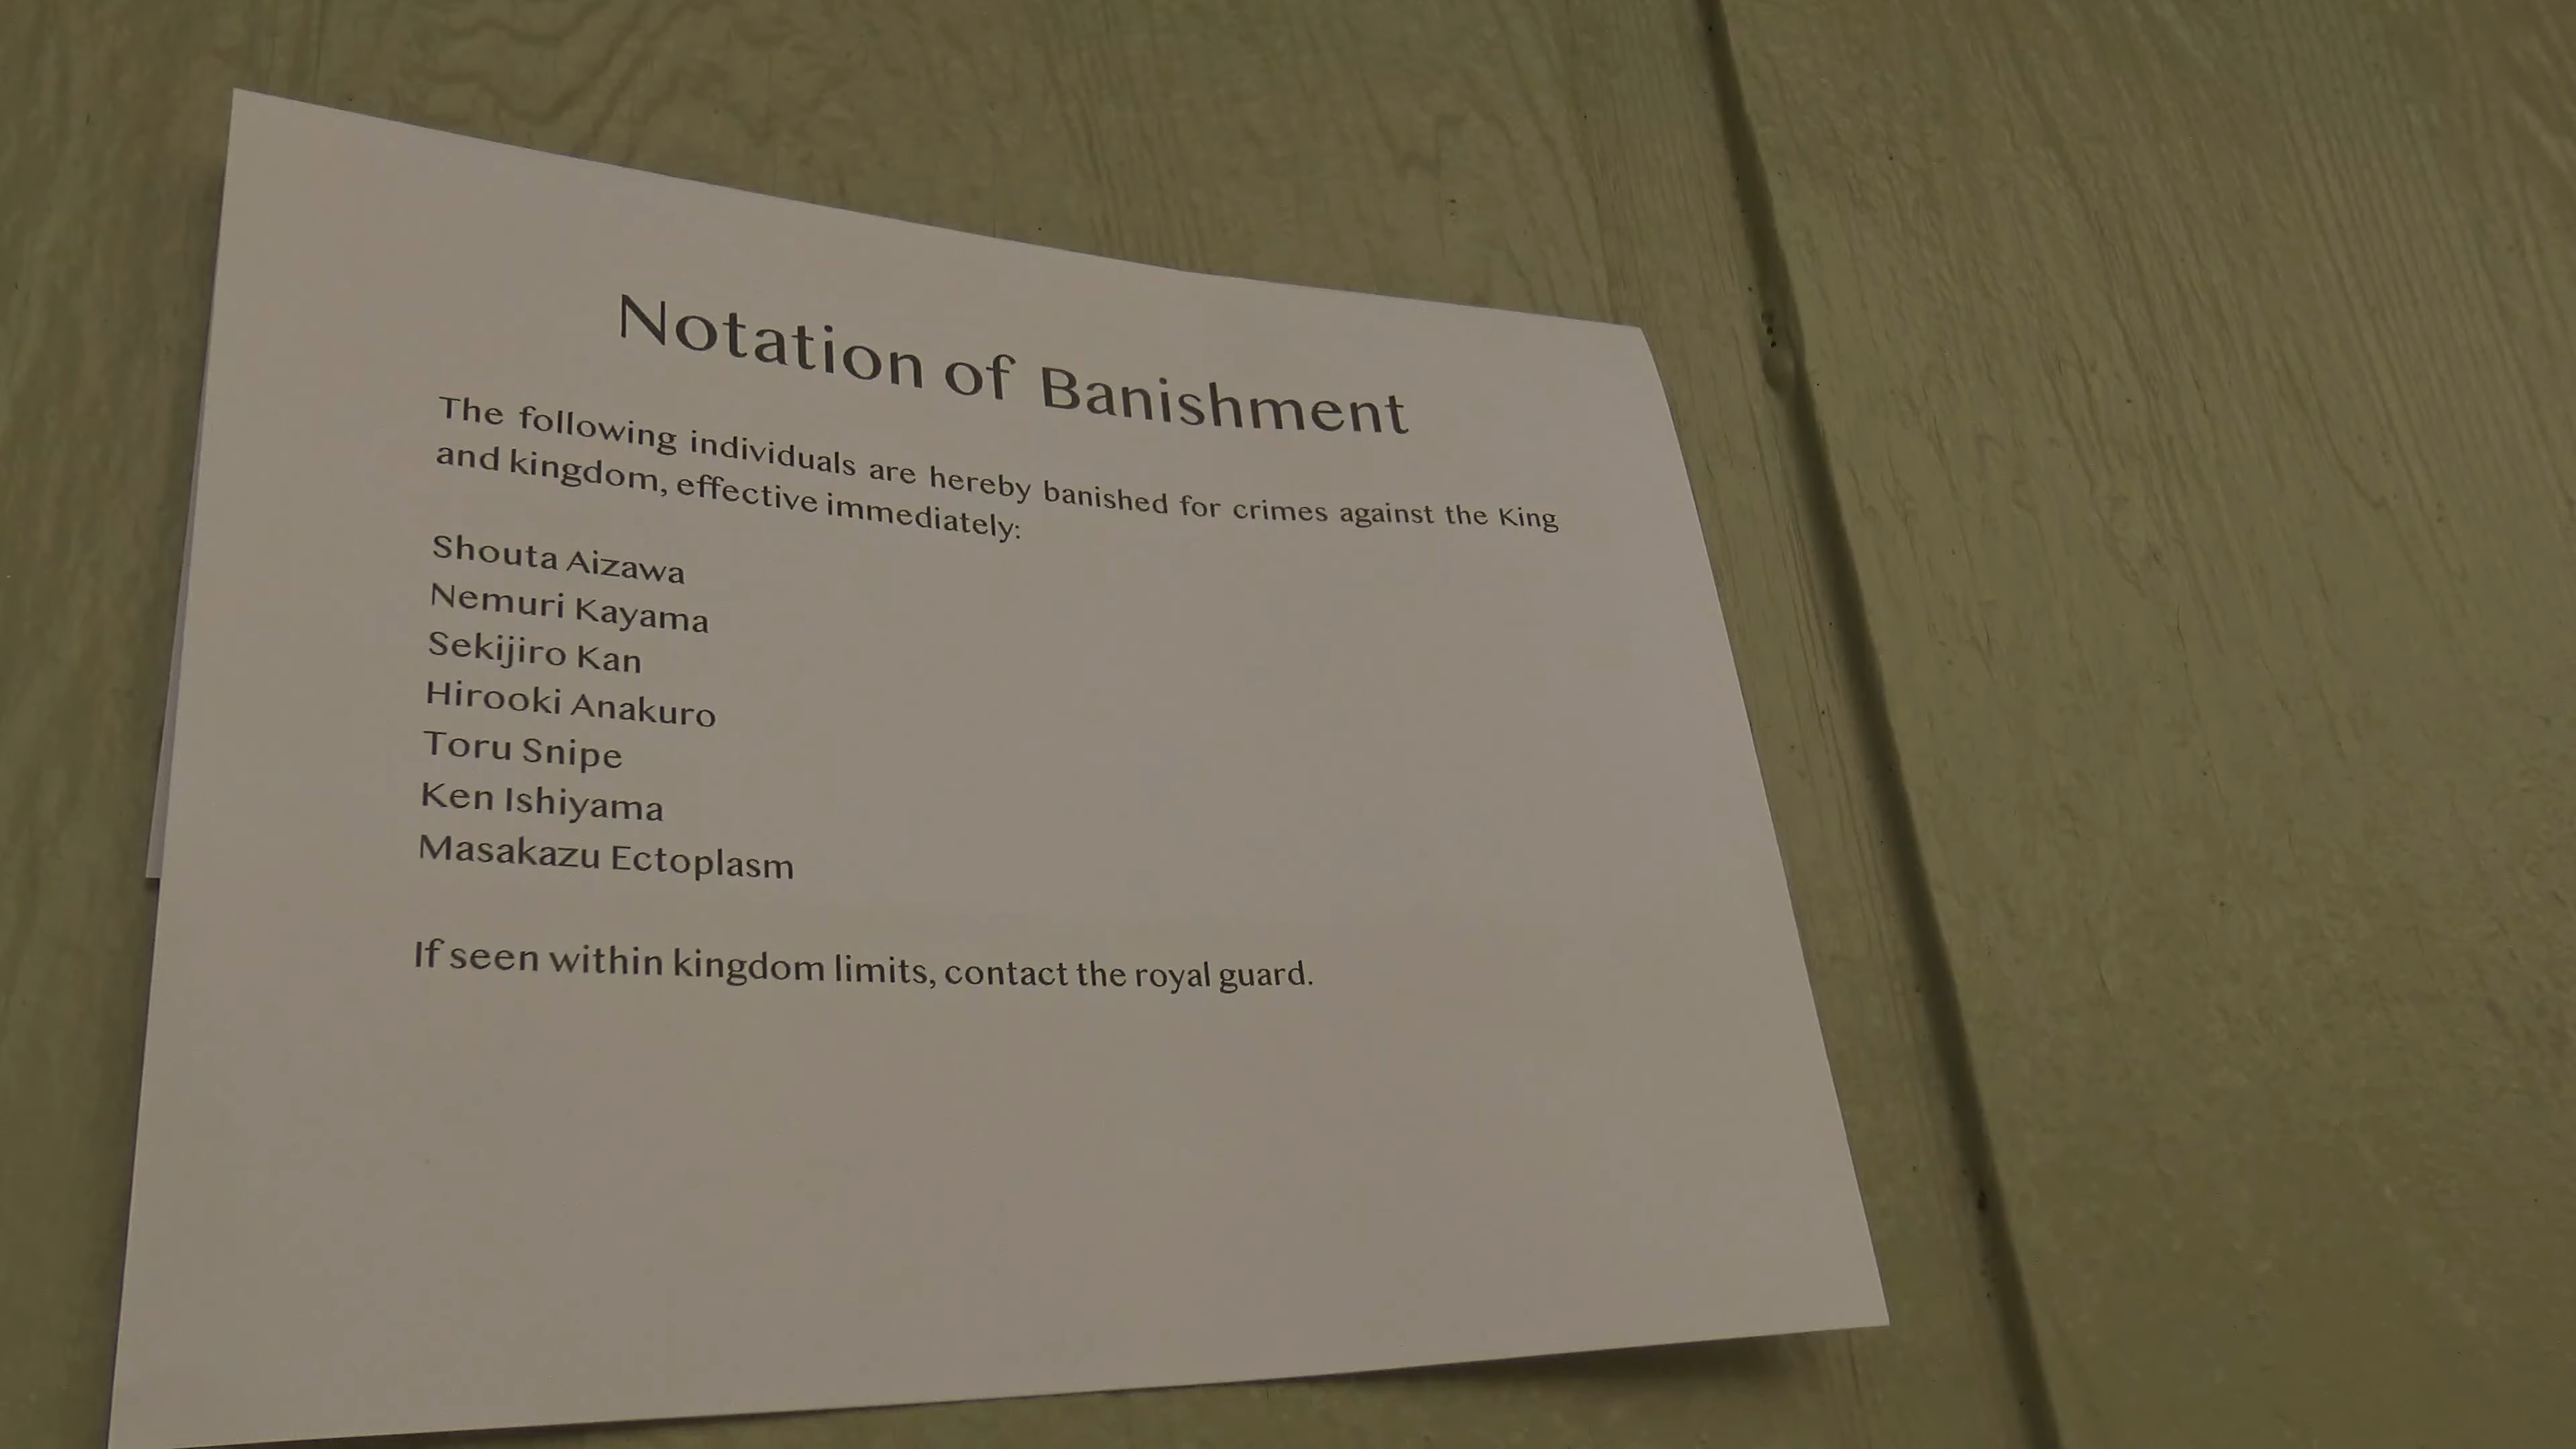 Notation of Banishment
The following individuals are hereby banished for crimes against the King
and kingdom, effective immediately:
Shouta Aizawa
Nemuri Kayama
Sekijiro Kan
Hirooki Anakuro
Toru Snipe
Ken Ishiyama
Masakazu Ectoplasm
If seen within kingdom limits, contact the royal guard.